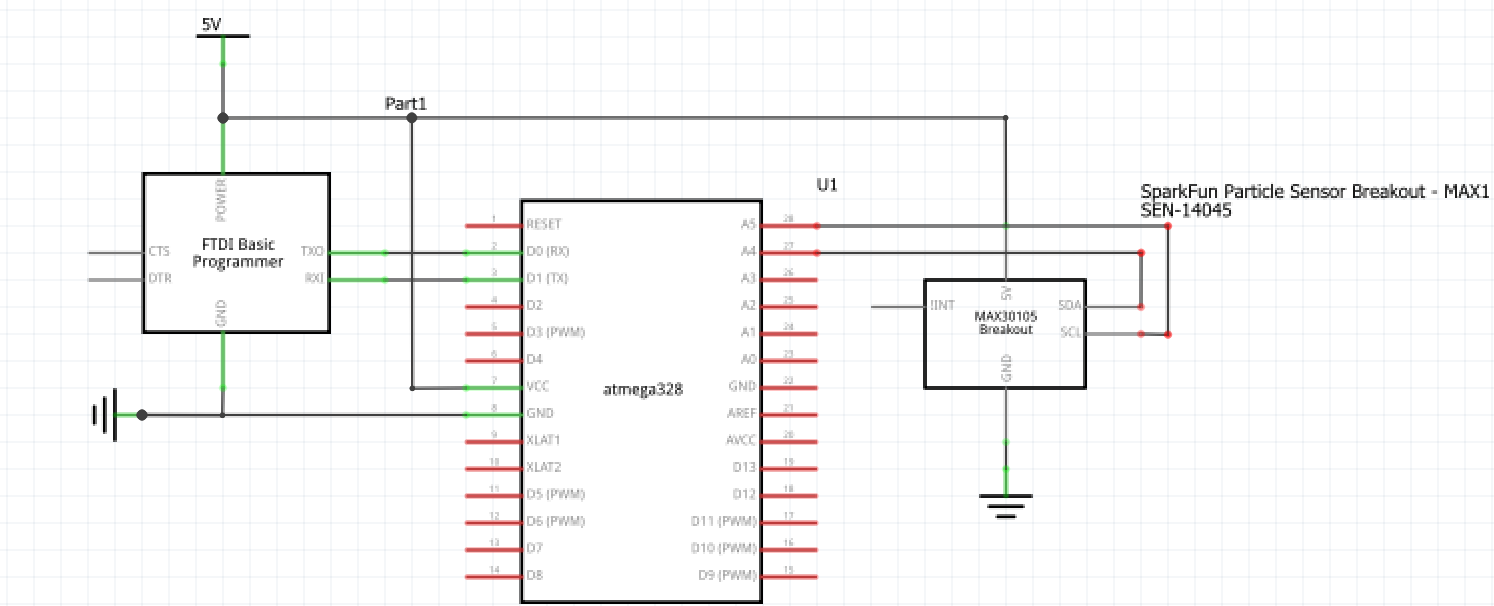 5V
Part1
U1
SparkFun Particle Sensor Breakout - MAX1
SEN-14045
POWER
FTDI Basic
Programmer
CTS
DTR
TXO
RXI
GND
1 RESET
2 D0 (RX)
3 D1 (TX)
4 D2
5 D3 (PWM)
6 D4
7 VCC
8 GND
9 XLAT1
10 XLAT2
11 D5 (PWM)
12 D6 (PWM)
13 D7
14 D8
atmega328
A5 28
A4 27
A3 26
A2 25
A1 24
A0 23
GND 22
AREF 21
AVCC 20
D13 19
D12 18
D11 (PWM) 17
D10 (PWM) 16
D9 (PWM) 15
5V
!INT
MAX30105
Breakout
SDA
SCL
GND